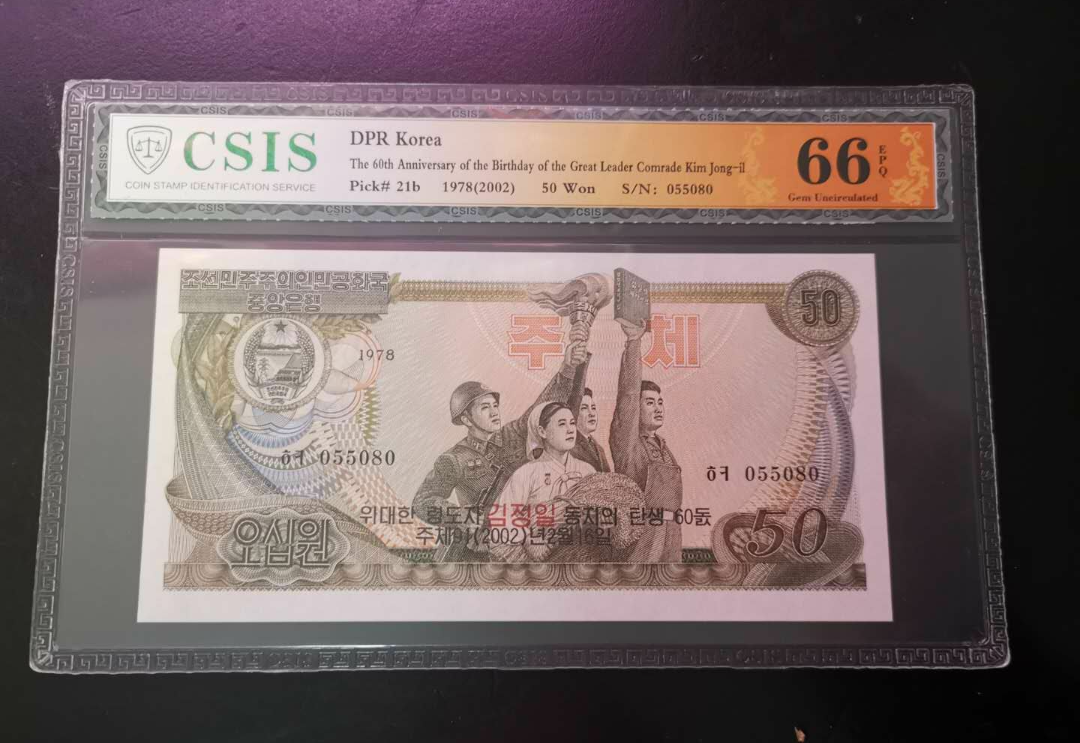 CSIS
COIN STAMP IDENTIFICATION SERVICE
DPR Korea
The 60th Anniversary of the Birthday of the Great Leader Comrade Kim Jong-il
Pick# 21b 1978(2002) 50 Won S/N: 055080
66 EPQ
Gem Uncirculated
조선민주주의인민공화국
중앙은행
50
1978
주체
ㅎㅋ 055080
ㅎㅋ 055080
위대한 령도자 김정일 동지의 탄생 60돐
주체91(2002)년2월16일
오십원
50